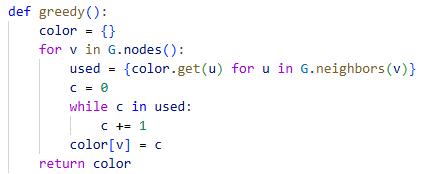 def greedy():
    color = {}
    for v in G.nodes():
        used = {color.get(u) for u in G.neighbors(v)}
        c = 0
        while c in used:
            c += 1
        color[v] = c
    return color